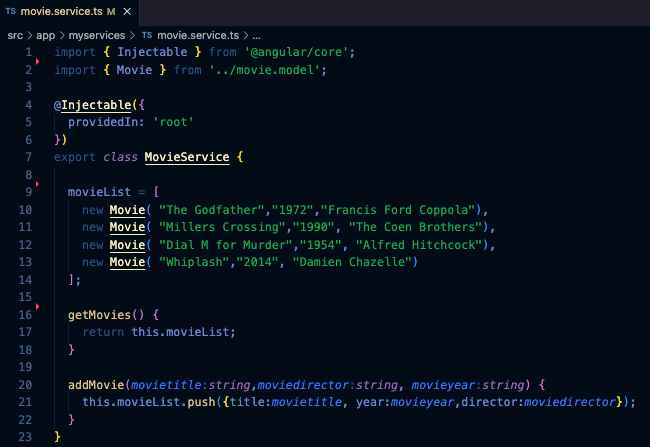 TS movie.service.ts M ×
src > app > myservices > TS movie.service.ts > ...
1 import { Injectable } from '@angular/core';
2 import { Movie } from '../movie.model';
3
4 @Injectable({
5   providedIn: 'root'
6 })
7 export class MovieService {
8
9   movieList = [
10     new Movie( "The Godfather","1972","Francis Ford Coppola"),
11     new Movie( "Millers Crossing","1990", "The Coen Brothers"),
12     new Movie( "Dial M for Murder","1954", "Alfred Hitchcock"),
13     new Movie( "Whiplash","2014", "Damien Chazelle")
14   ];
15
16   getMovies() {
17     return this.movieList;
18   }
19
20   addMovie(movietitle:string,moviedirector:string, movieyear:string) {
21     this.movieList.push({title:movietitle, year:movieyear,director:moviedirector});
22   }
23 }